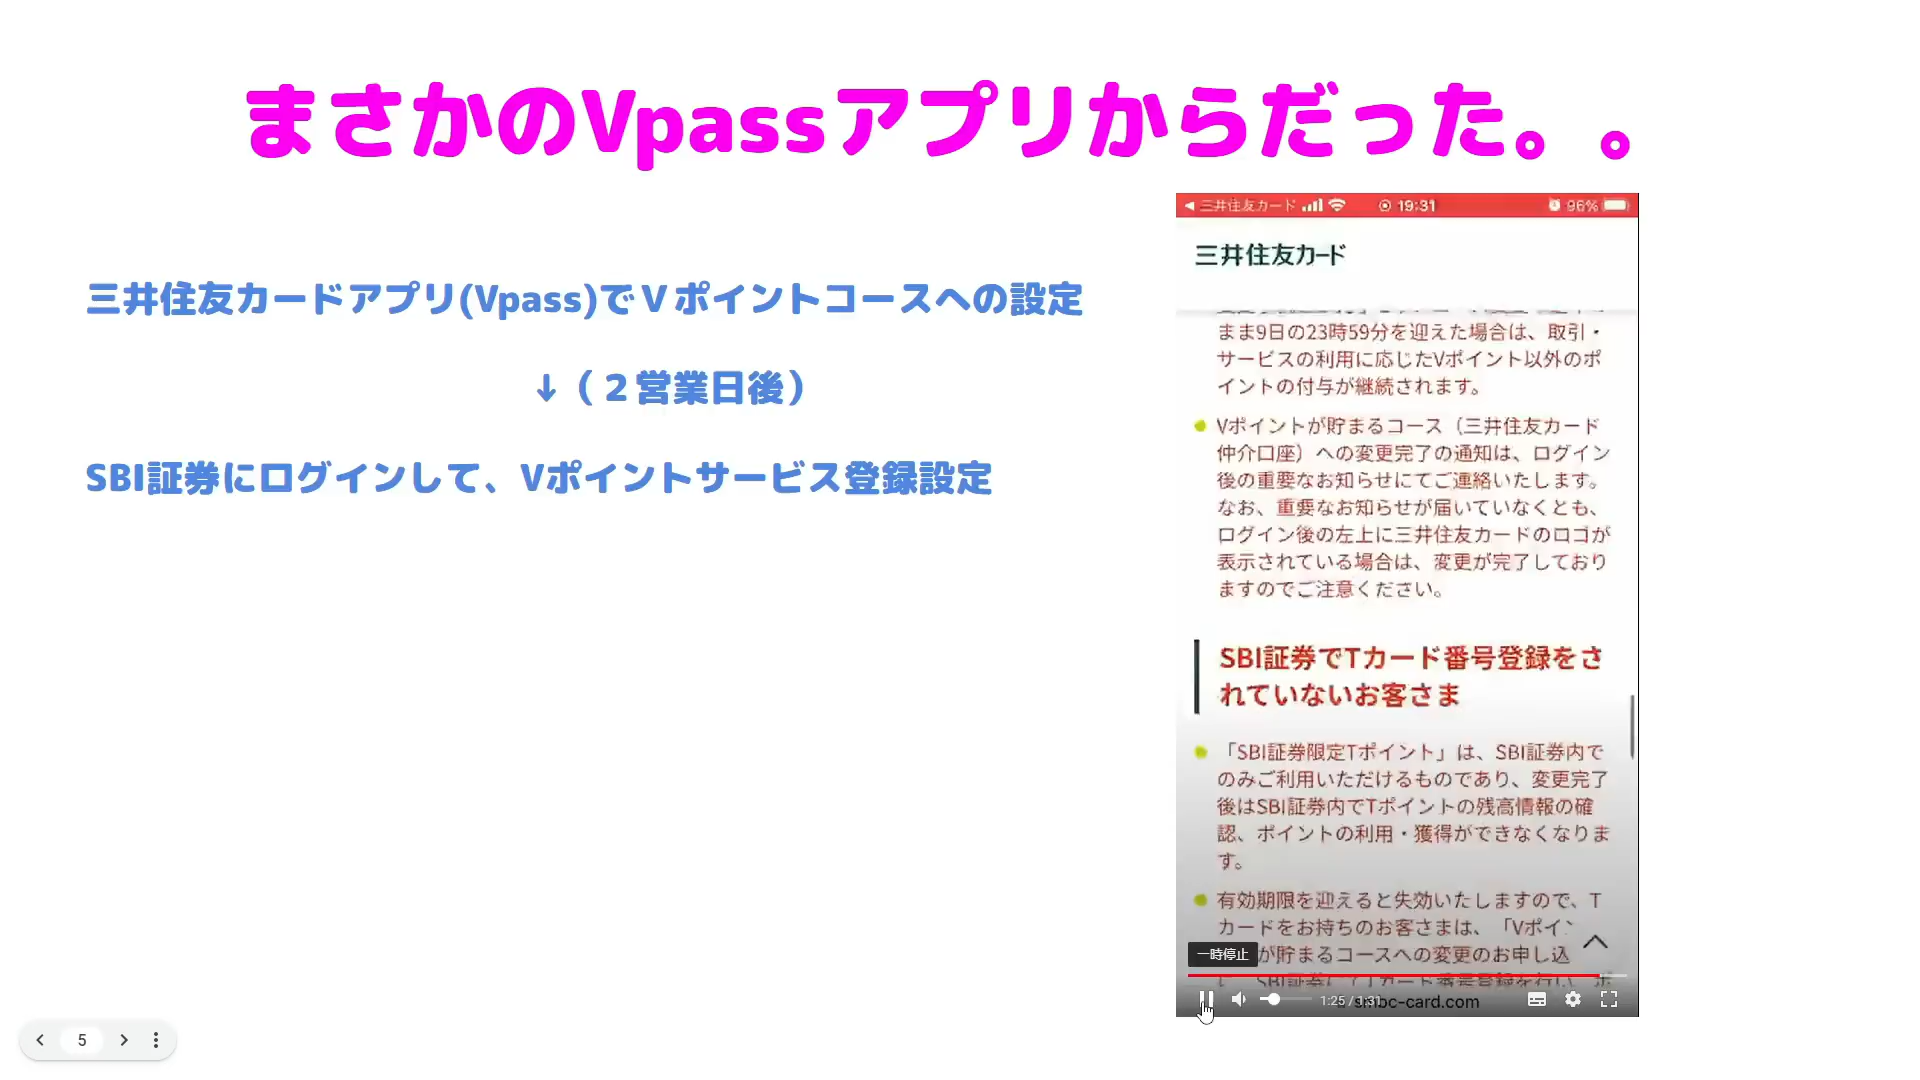 まさかのVpassアプリからだった。。
三井住友カードアプリ(Vpass)でＶポイントコースへの設定
↓（２営業日後）
SBI証券にログインして、Vポイントサービス登録設定
三井住友カード
19:31
96%
三井住友カード
まま9日の23時59分を迎えた場合は、取引・
サービスの利用に応じたVポイント以外のポ
イントの付与が継続されます。
Vポイントが貯まるコース（三井住友カード
仲介口座）への変更完了の通知は、ログイン
後の重要なお知らせにてご連絡いたします。
なお、重要なお知らせが届いていなくとも、
ログイン後の左上に三井住友カードのロゴが
表示されている場合は、変更が完了しており
ますのでご注意ください。
SBI証券でTカード番号登録をさ
れていないお客さま
「SBI証券限定Tポイント」は、SBI証券内で
のみご利用いただけるものであり、変更完了
後はSBI証券内でTポイントの残高情報の確
認、ポイントの利用・獲得ができなくなりま
す。
有効期限を迎えると失効いたしますので、T
カードをお持ちのお客さまは、「Vポイン
が貯まるコースへの変更のお申し込
一時停止
1:25 / 1:31
smbc-card.com
5